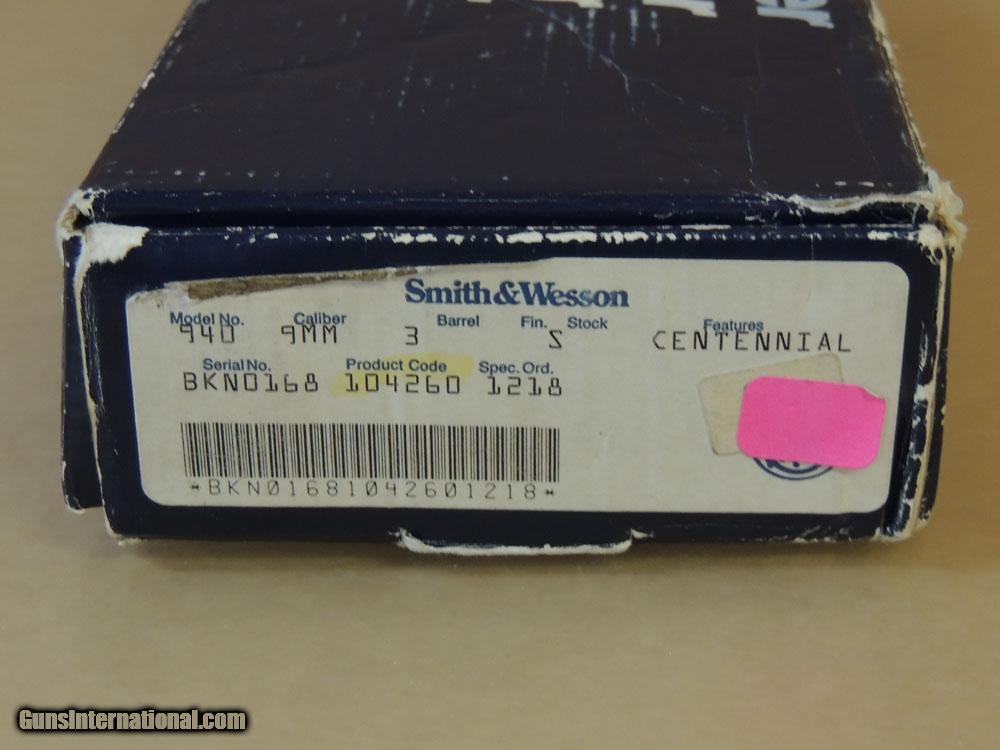 Smith&Wesson
Model No. Caliber Barrel Fin. Stock Features
940 9MM 3 S CENTENNIAL
Serial No. Product Code Spec. Ord.
BKN0168 104260 1218
*BKN01681042601218*
GunsInternational.com